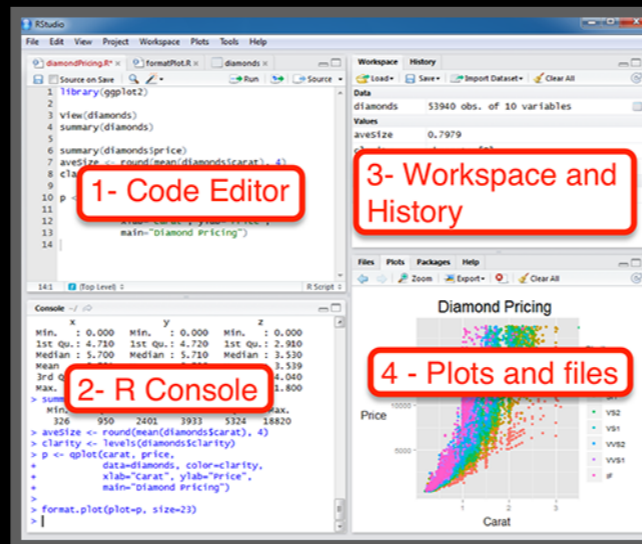 RStudio
File Edit View Project Workspace Plots Tools Help
diamondPricing.R* formatPlot.R diamonds
Source on Save Run Source
1 library(ggplot2)
2
3 View(diamonds)
4 summary(diamonds)
5
6 summary(diamonds$price)
7 aveSize <- round(mean(diamonds$carat), 4)
8 cla
9
10 p <
1- Code Editor
12 xlab="Carat", ylab="Price",
13 main="Diamond Pricing")
14
14:1 (Top Level) R Script
Console ~/
x y z
Min. : 0.000 Min. : 0.000 Min. : 0.000
1st Qu.: 4.710 1st Qu.: 4.720 1st Qu.: 2.910
Median : 5.700 Median : 5.710 Median : 3.530
Mean 3.539
3rd Q 4.040
Max. 1.800
2- R Console
> summ
Min. ax.
326 950 2401 3933 5324 18820
> aveSize <- round(mean(diamonds$carat), 4)
> clarity <- levels(diamonds$clarity)
> p <- qplot(carat, price,
+ data=diamonds, color=clarity,
+ xlab="Carat", ylab="Price",
+ main="Diamond Pricing")
>
> format.plot(plot=p, size=23)
>
Workspace History
Load Save Import Dataset Clear All
Data
diamonds 53940 obs. of 10 variables
Values
aveSize 0.7979
3- Workspace and
History
Files Plots Packages Help
Zoom Export Clear All
Diamond Pricing
4 - Plots and files
Price
10000
5000
VS2
VS1
VVS2
VVS1
IF
1 2 3
Carat